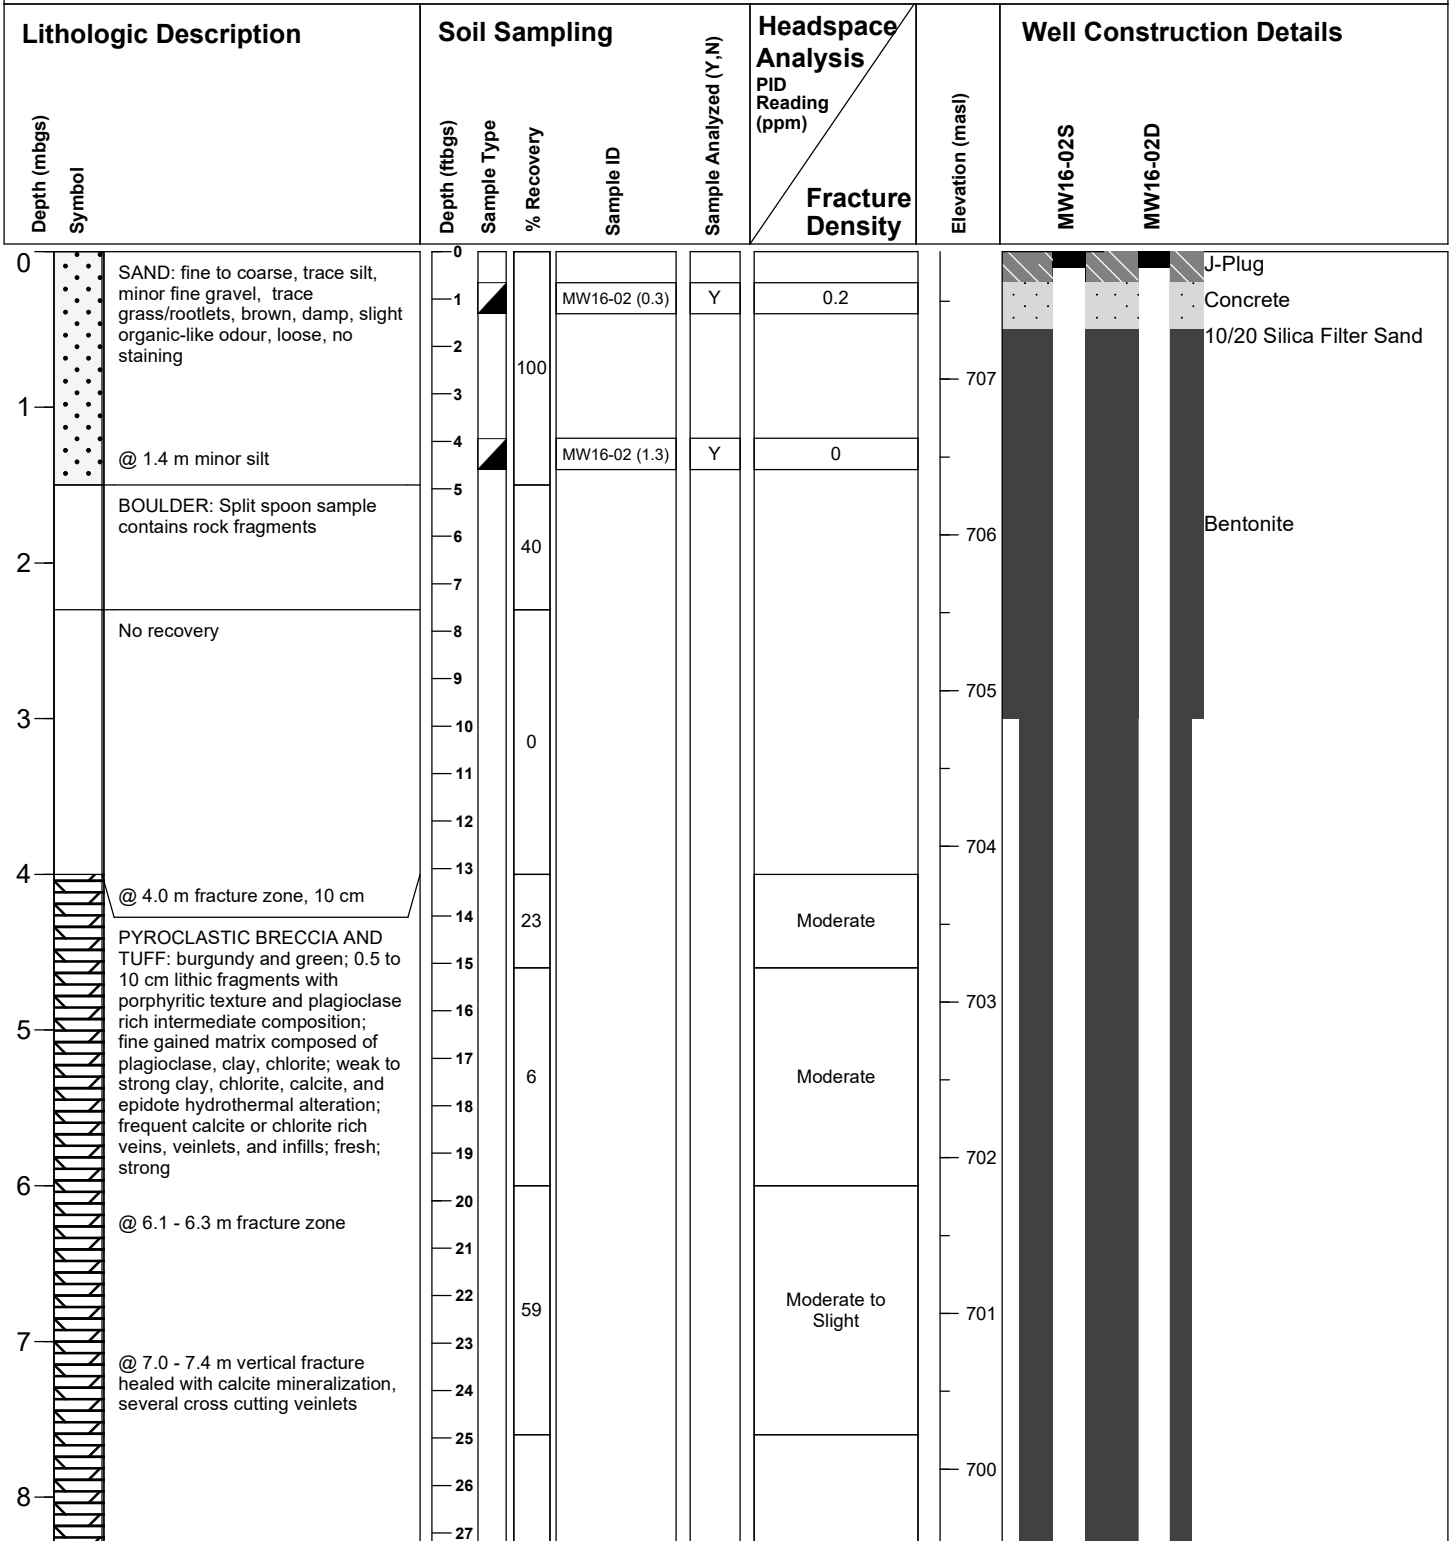 Lithologic Description
Soil Sampling
Headspace
Analysis
PID
Reading
(ppm)
Fracture
Density
Well Construction Details
Depth (mbgs)
Symbol
Depth (ftbgs)
Sample Type
% Recovery
Sample ID
Sample Analyzed (Y,N)
Elevation (masl)
MW16-02S
MW16-02D
0
1
2
3
4
5
6
7
8
SAND: fine to coarse, trace silt,
minor fine gravel, trace
grass/rootlets, brown, damp, slight
organic-like odour, loose, no
staining
@ 1.4 m minor silt
BOULDER: Split spoon sample
contains rock fragments
No recovery
@ 4.0 m fracture zone, 10 cm
PYROCLASTIC BRECCIA AND
TUFF: burgundy and green; 0.5 to
10 cm lithic fragments with
porphyritic texture and plagioclase
rich intermediate composition;
fine gained matrix composed of
plagioclase, clay, chlorite; weak to
strong clay, chlorite, calcite, and
epidote hydrothermal alteration;
frequent calcite or chlorite rich
veins, veinlets, and infills; fresh;
strong
@ 6.1 - 6.3 m fracture zone
@ 7.0 - 7.4 m vertical fracture
healed with calcite mineralization,
several cross cutting veinlets
0
1
2
3
4
5
6
7
8
9
10
11
12
13
14
15
16
17
18
19
20
21
22
23
24
25
26
27
100
40
0
23
6
59
MW16-02 (0.3)
Y
0.2
MW16-02 (1.3)
Y
0
Moderate
Moderate
Moderate to
Slight
707
706
705
704
703
702
701
700
J-Plug
Concrete
10/20 Silica Filter Sand
Bentonite